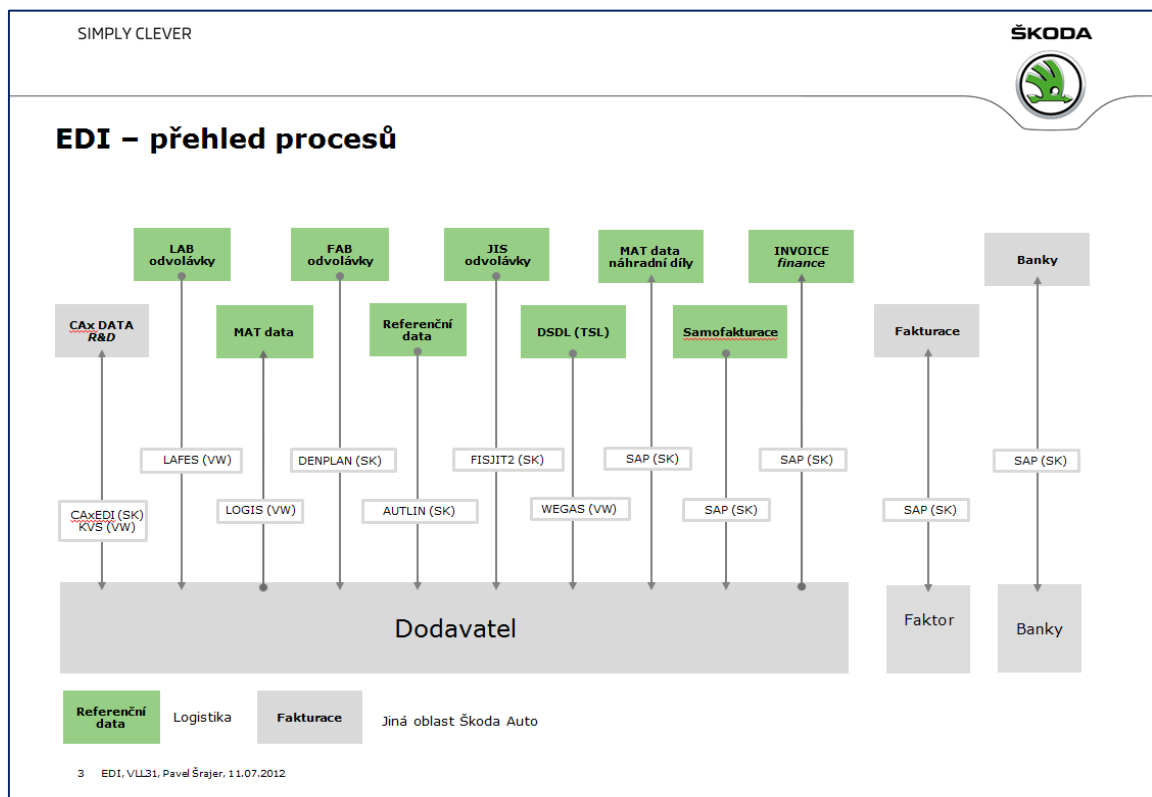 SIMPLY CLEVER
ŠKODA
EDI – přehled procesů
LAB
odvolávky
FAB
odvolávky
JIS
odvolávky
MAT data
náhradní díly
INVOICE
finance
Banky
CAx DATA
R&D
MAT data
Referenční
data
DSDL (TSL)
Samofakturace
Fakturace
LAFES (VW)
DENPLAN (SK)
FISJIT2 (SK)
SAP (SK)
SAP (SK)
SAP (SK)
CAxEDI (SK)
KVS (VW)
LOGIS (VW)
AUTLIN (SK)
WEGAS (VW)
SAP (SK)
SAP (SK)
Dodavatel
Faktor
Banky
Referenční
data
Logistika
Fakturace
Jiná oblast Škoda Auto
3 EDI, VLL31, Pavel Šrajer, 11.07.2012